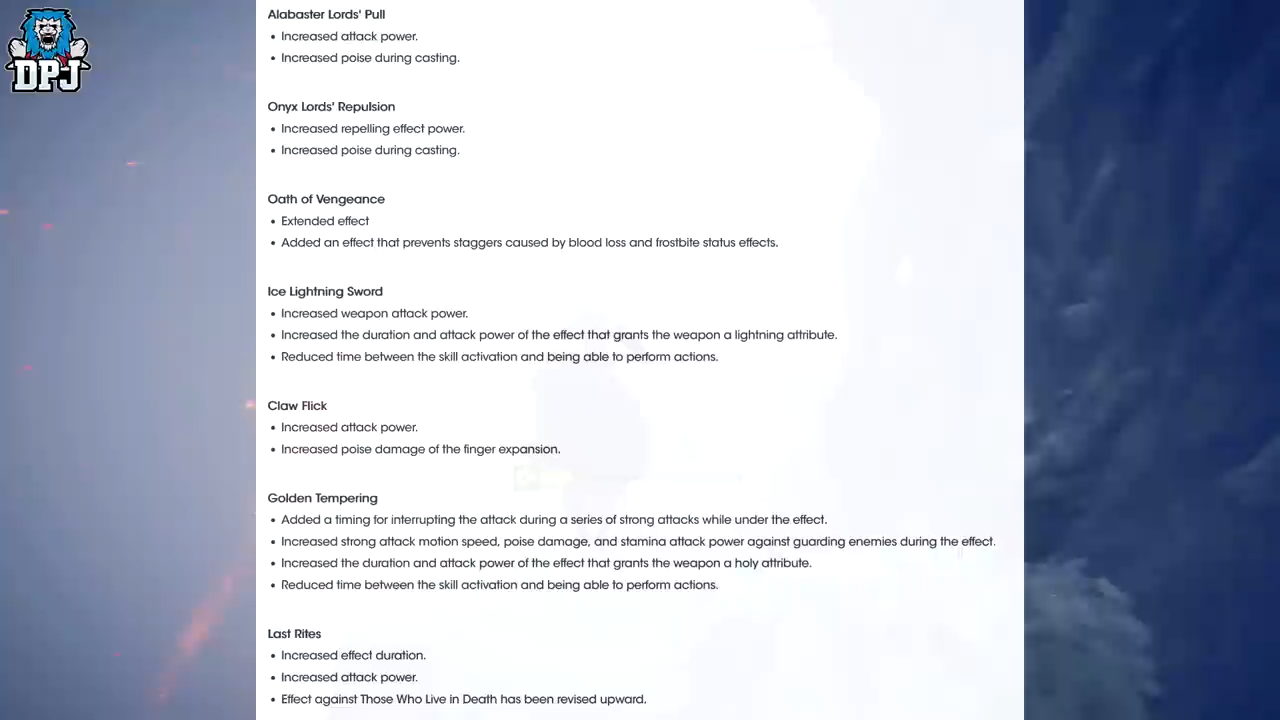 DPJ
Alabaster Lords' Pull
• Increased attack power.
• Increased poise during casting.
Onyx Lords' Repulsion
• Increased repelling effect power.
• Increased poise during casting.
Oath of Vengeance
• Extended effect
• Added an effect that prevents staggers caused by blood loss and frostbite status effects.
Ice Lightning Sword
• Increased weapon attack power.
• Increased the duration and attack power of the effect that grants the weapon a lightning attribute.
• Reduced time between the skill activation and being able to perform actions.
Claw Flick
• Increased attack power.
• Increased poise damage of the finger expansion.
Golden Tempering
• Added a timing for interrupting the attack during a series of strong attacks while under the effect.
• Increased strong attack motion speed, poise damage, and stamina attack power against guarding enemies during the effect.
• Increased the duration and attack power of the effect that grants the weapon a holy attribute.
• Reduced time between the skill activation and being able to perform actions.
Last Rites
• Increased effect duration.
• Increased attack power.
• Effect against Those Who Live in Death has been revised upward.